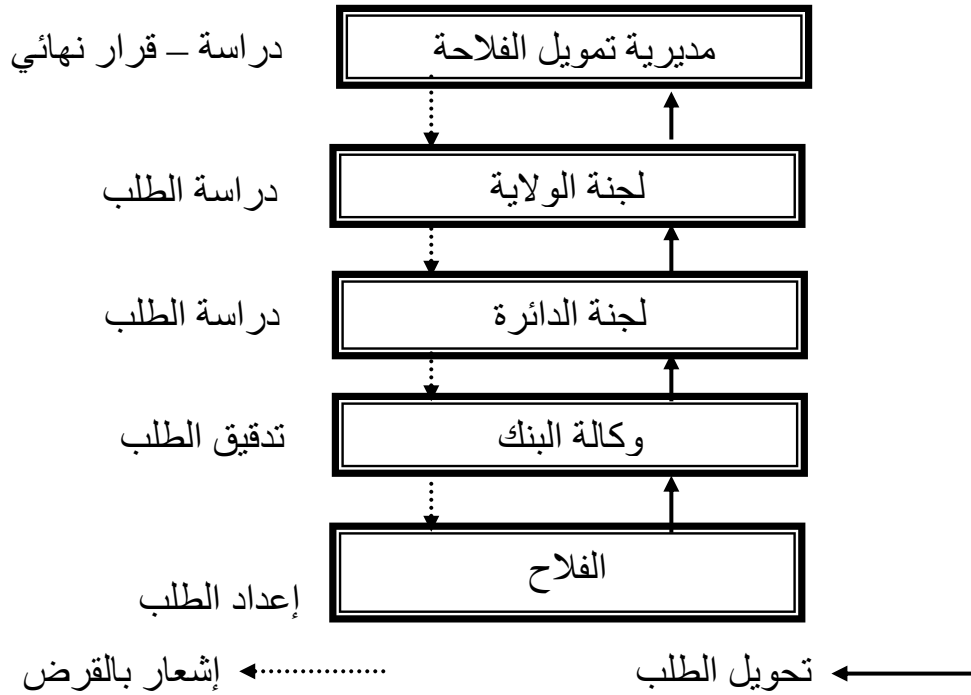 مديرية تمويل الفلاحة
دراسة – قرار نهائي
لجنة الولاية
دراسة الطلب
لجنة الدائرة
دراسة الطلب
وكالة البنك
تدقيق الطلب
الفلاح
إعداد الطلب
تحويل الطلب
إشعار بالقرض